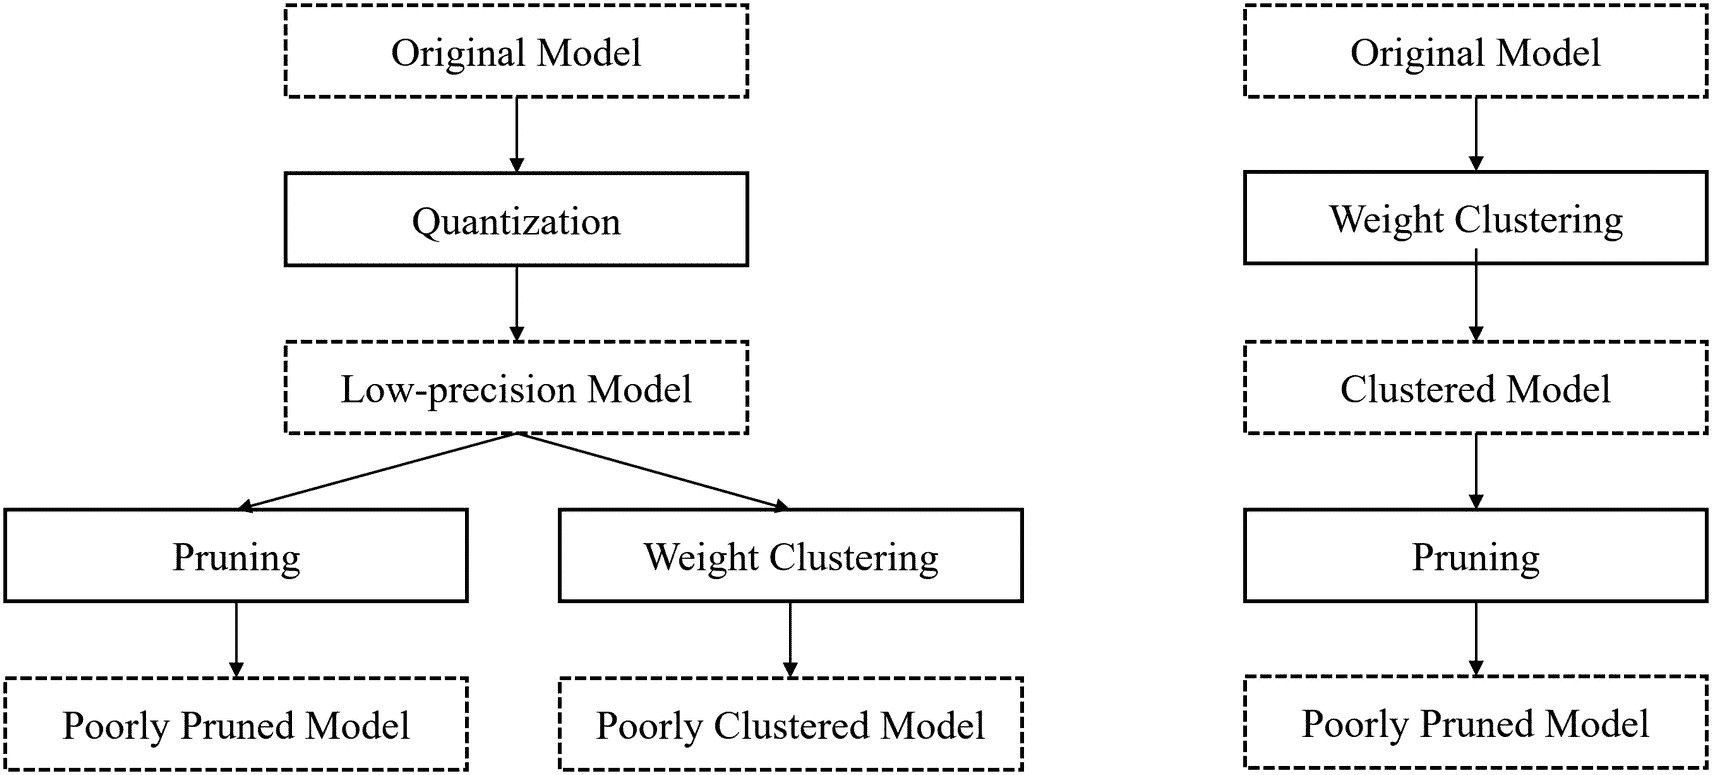 Original Model
Quantization
Low-precision Model
Pruning
Weight Clustering
Poorly Pruned Model
Poorly Clustered Model
Original Model
Weight Clustering
Clustered Model
Pruning
Poorly Pruned Model